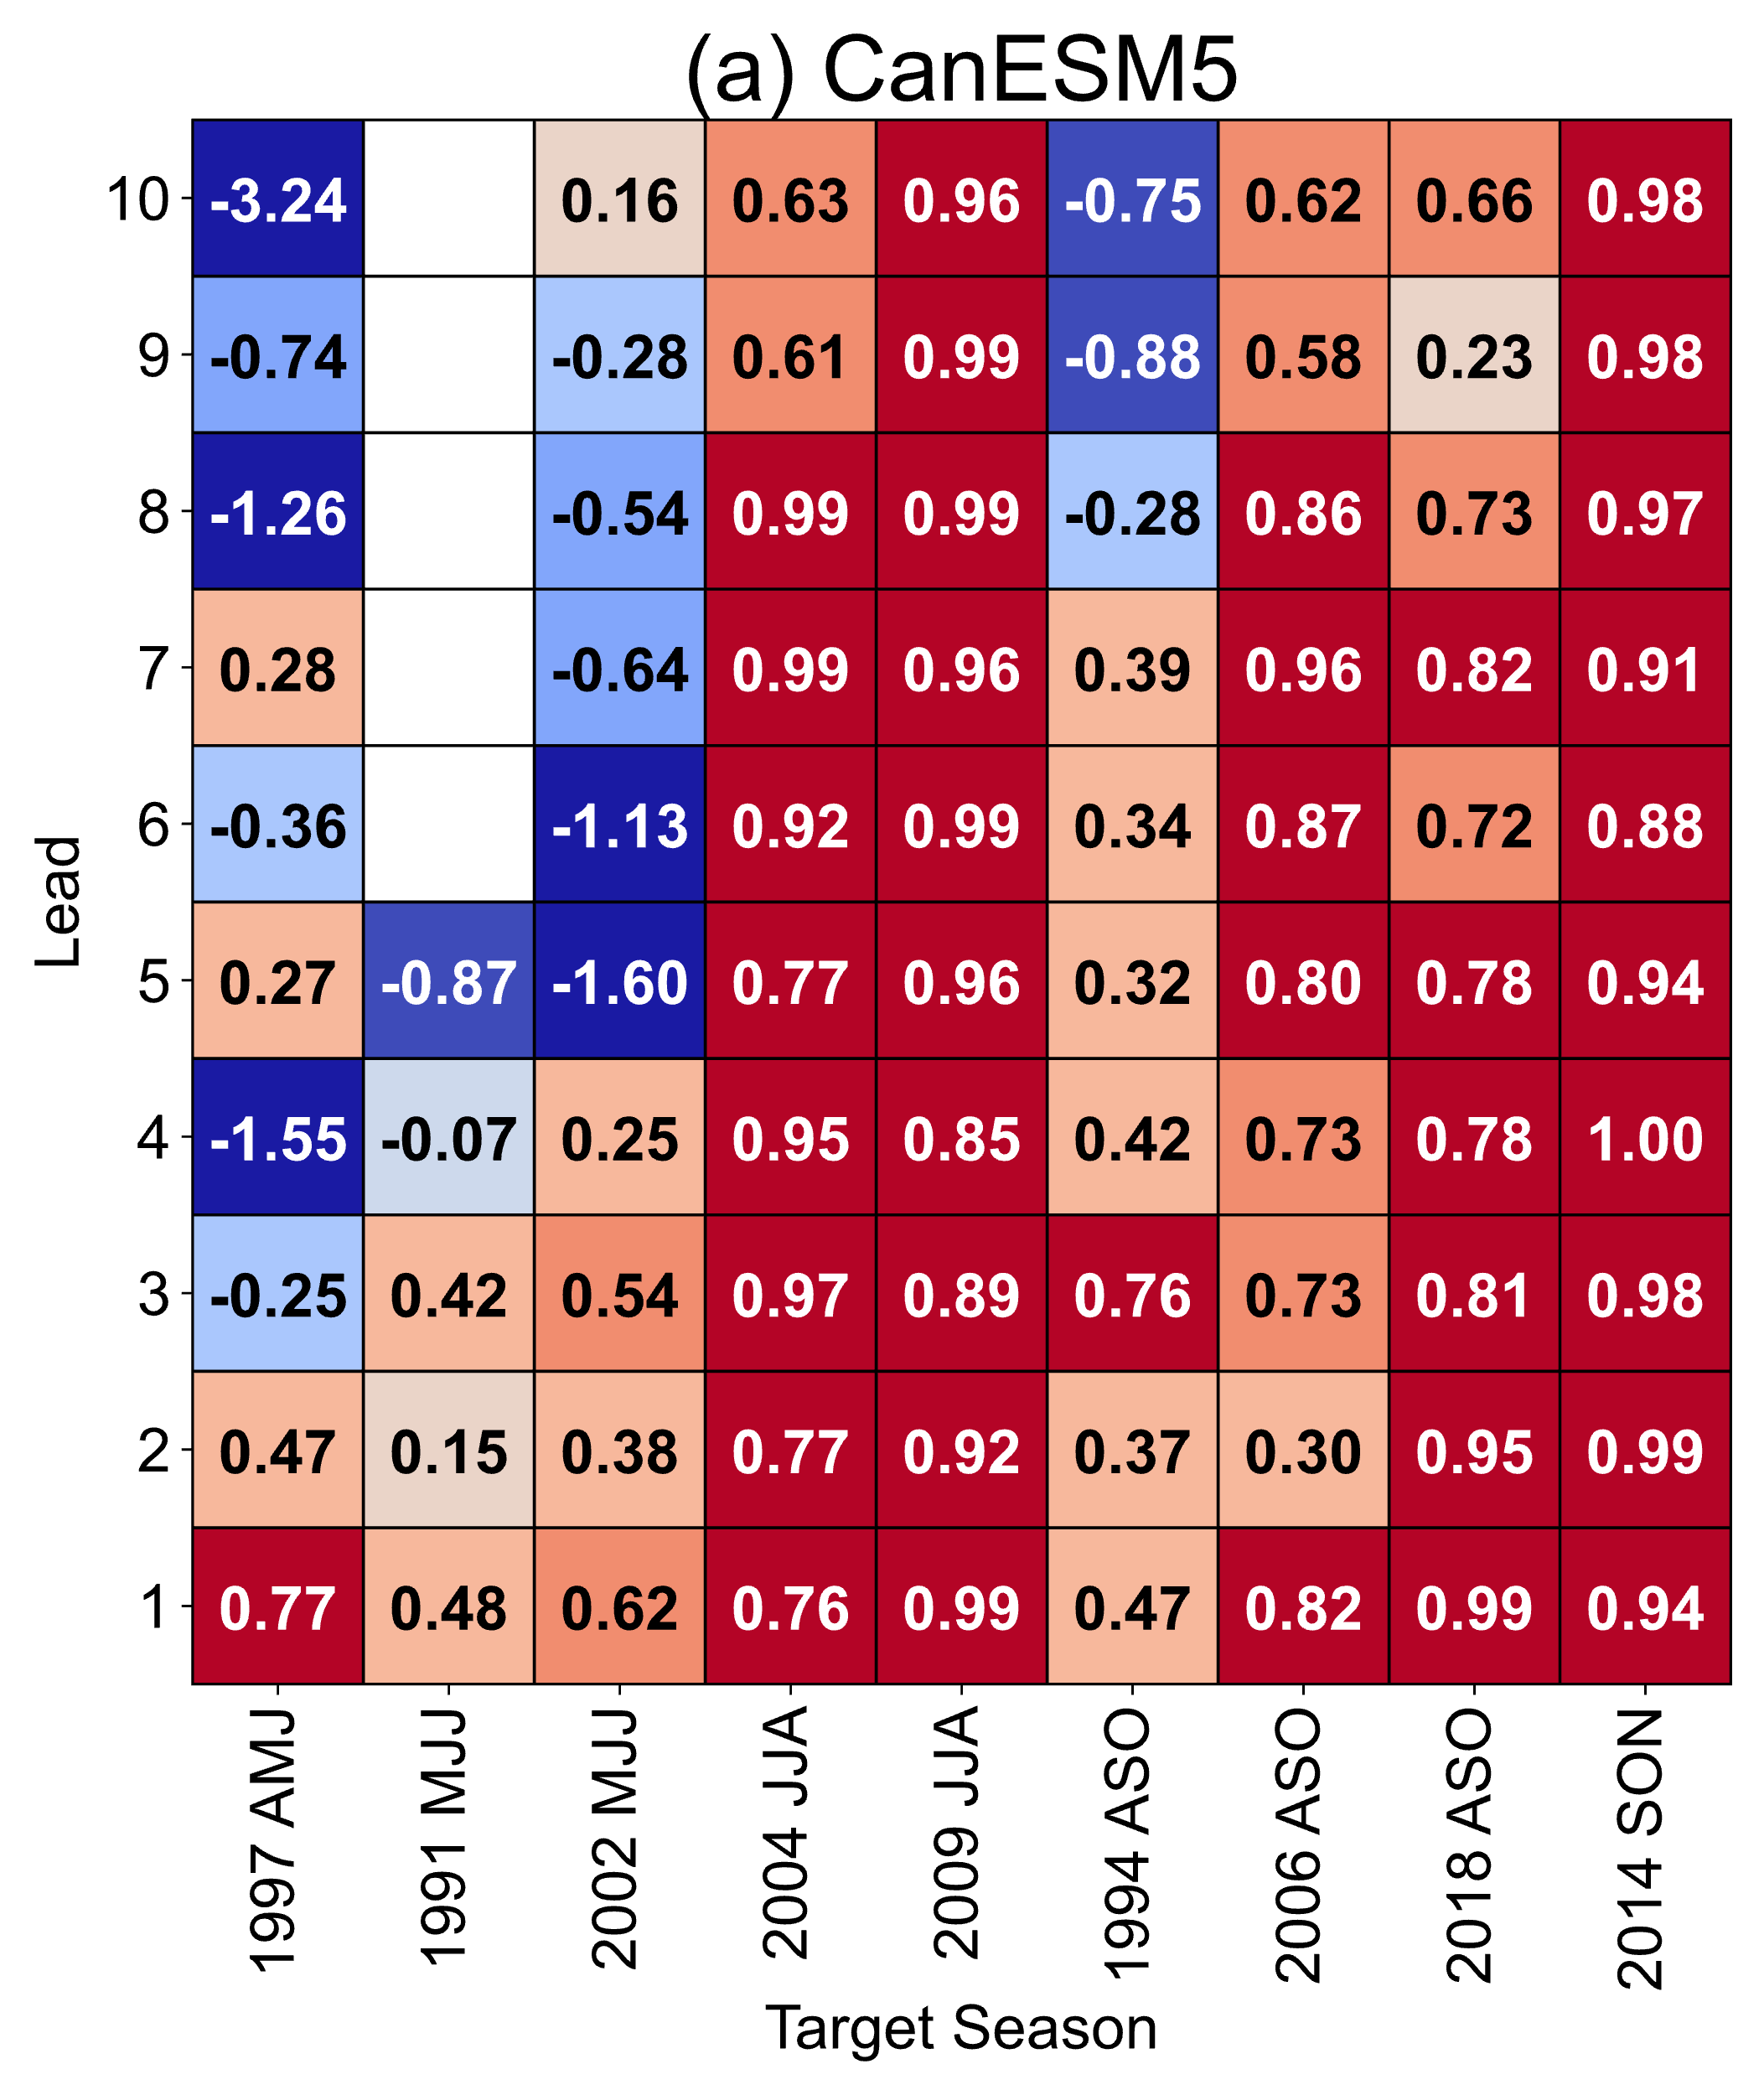 (a) CanESM5
10 -3.24 0.16 0.63 0.96 -0.75 0.62 0.66 0.98
9 -0.74 -0.28 0.61 0.99 -0.88 0.58 0.23 0.98
8 -1.26 -0.54 0.99 0.99 -0.28 0.86 0.73 0.97
7 0.28 -0.64 0.99 0.96 0.39 0.96 0.82 0.91
6 -0.36 -1.13 0.92 0.99 0.34 0.87 0.72 0.88
5 0.27 -0.87 -1.60 0.77 0.96 0.32 0.80 0.78 0.94
4 -1.55 -0.07 0.25 0.95 0.85 0.42 0.73 0.78 1.00
3 -0.25 0.42 0.54 0.97 0.89 0.76 0.73 0.81 0.98
2 0.47 0.15 0.38 0.77 0.92 0.37 0.30 0.95 0.99
1 0.77 0.48 0.62 0.76 0.99 0.47 0.82 0.99 0.94
Lead
1997 AMJ
1991 MJJ
2002 MJJ
2004 JJA
2009 JJA
1994 ASO
2006 ASO
2018 ASO
2014 SON
Target Season